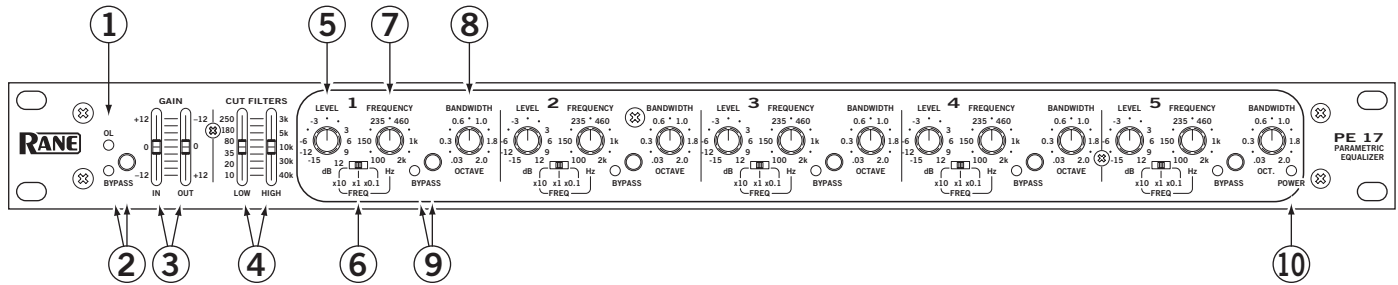 1 5 7 8
RANE
OL
BYPASS
GAIN
+12 −12
0 0
−12 +12
IN OUT
CUT FILTERS
250 3k
180 5k
80 10k
35
20 30k
10 40k
LOW HIGH
LEVEL 1 FREQUENCY BANDWIDTH
-3 3 -6 6 -12 9 -15 12
dB
235 460 150 1k 100 2k
Hz
x10 x1 x0.1
FREQ
BYPASS
0.6 1.0 0.3 1.8 .03 2.0
OCTAVE
LEVEL 2 FREQUENCY BANDWIDTH
-3 3 -6 6 -12 9 -15 12
dB
235 460 150 1k 100 2k
Hz
x10 x1 x0.1
FREQ
BYPASS
0.6 1.0 0.3 1.8 .03 2.0
OCTAVE
LEVEL 3 FREQUENCY BANDWIDTH
-3 3 -6 6 -12 9 -15 12
dB
235 460 150 1k 100 2k
Hz
x10 x1 x0.1
FREQ
BYPASS
0.6 1.0 0.3 1.8 .03 2.0
OCTAVE
LEVEL 4 FREQUENCY BANDWIDTH
-3 3 -6 6 -12 9 -15 12
dB
235 460 150 1k 100 2k
Hz
x10 x1 x0.1
FREQ
BYPASS
0.6 1.0 0.3 1.8 .03 2.0
OCTAVE
LEVEL 5 FREQUENCY BANDWIDTH
-3 3 -6 6 -12 9 -15 12
dB
235 460 150 1k 100 2k
Hz
x10 x1 x0.1
FREQ
BYPASS
0.6 1.0 0.3 1.8 .03 2.0
OCT.
POWER
PE 17
PARAMETRIC
EQUALIZER
2 3 4 6 9 10